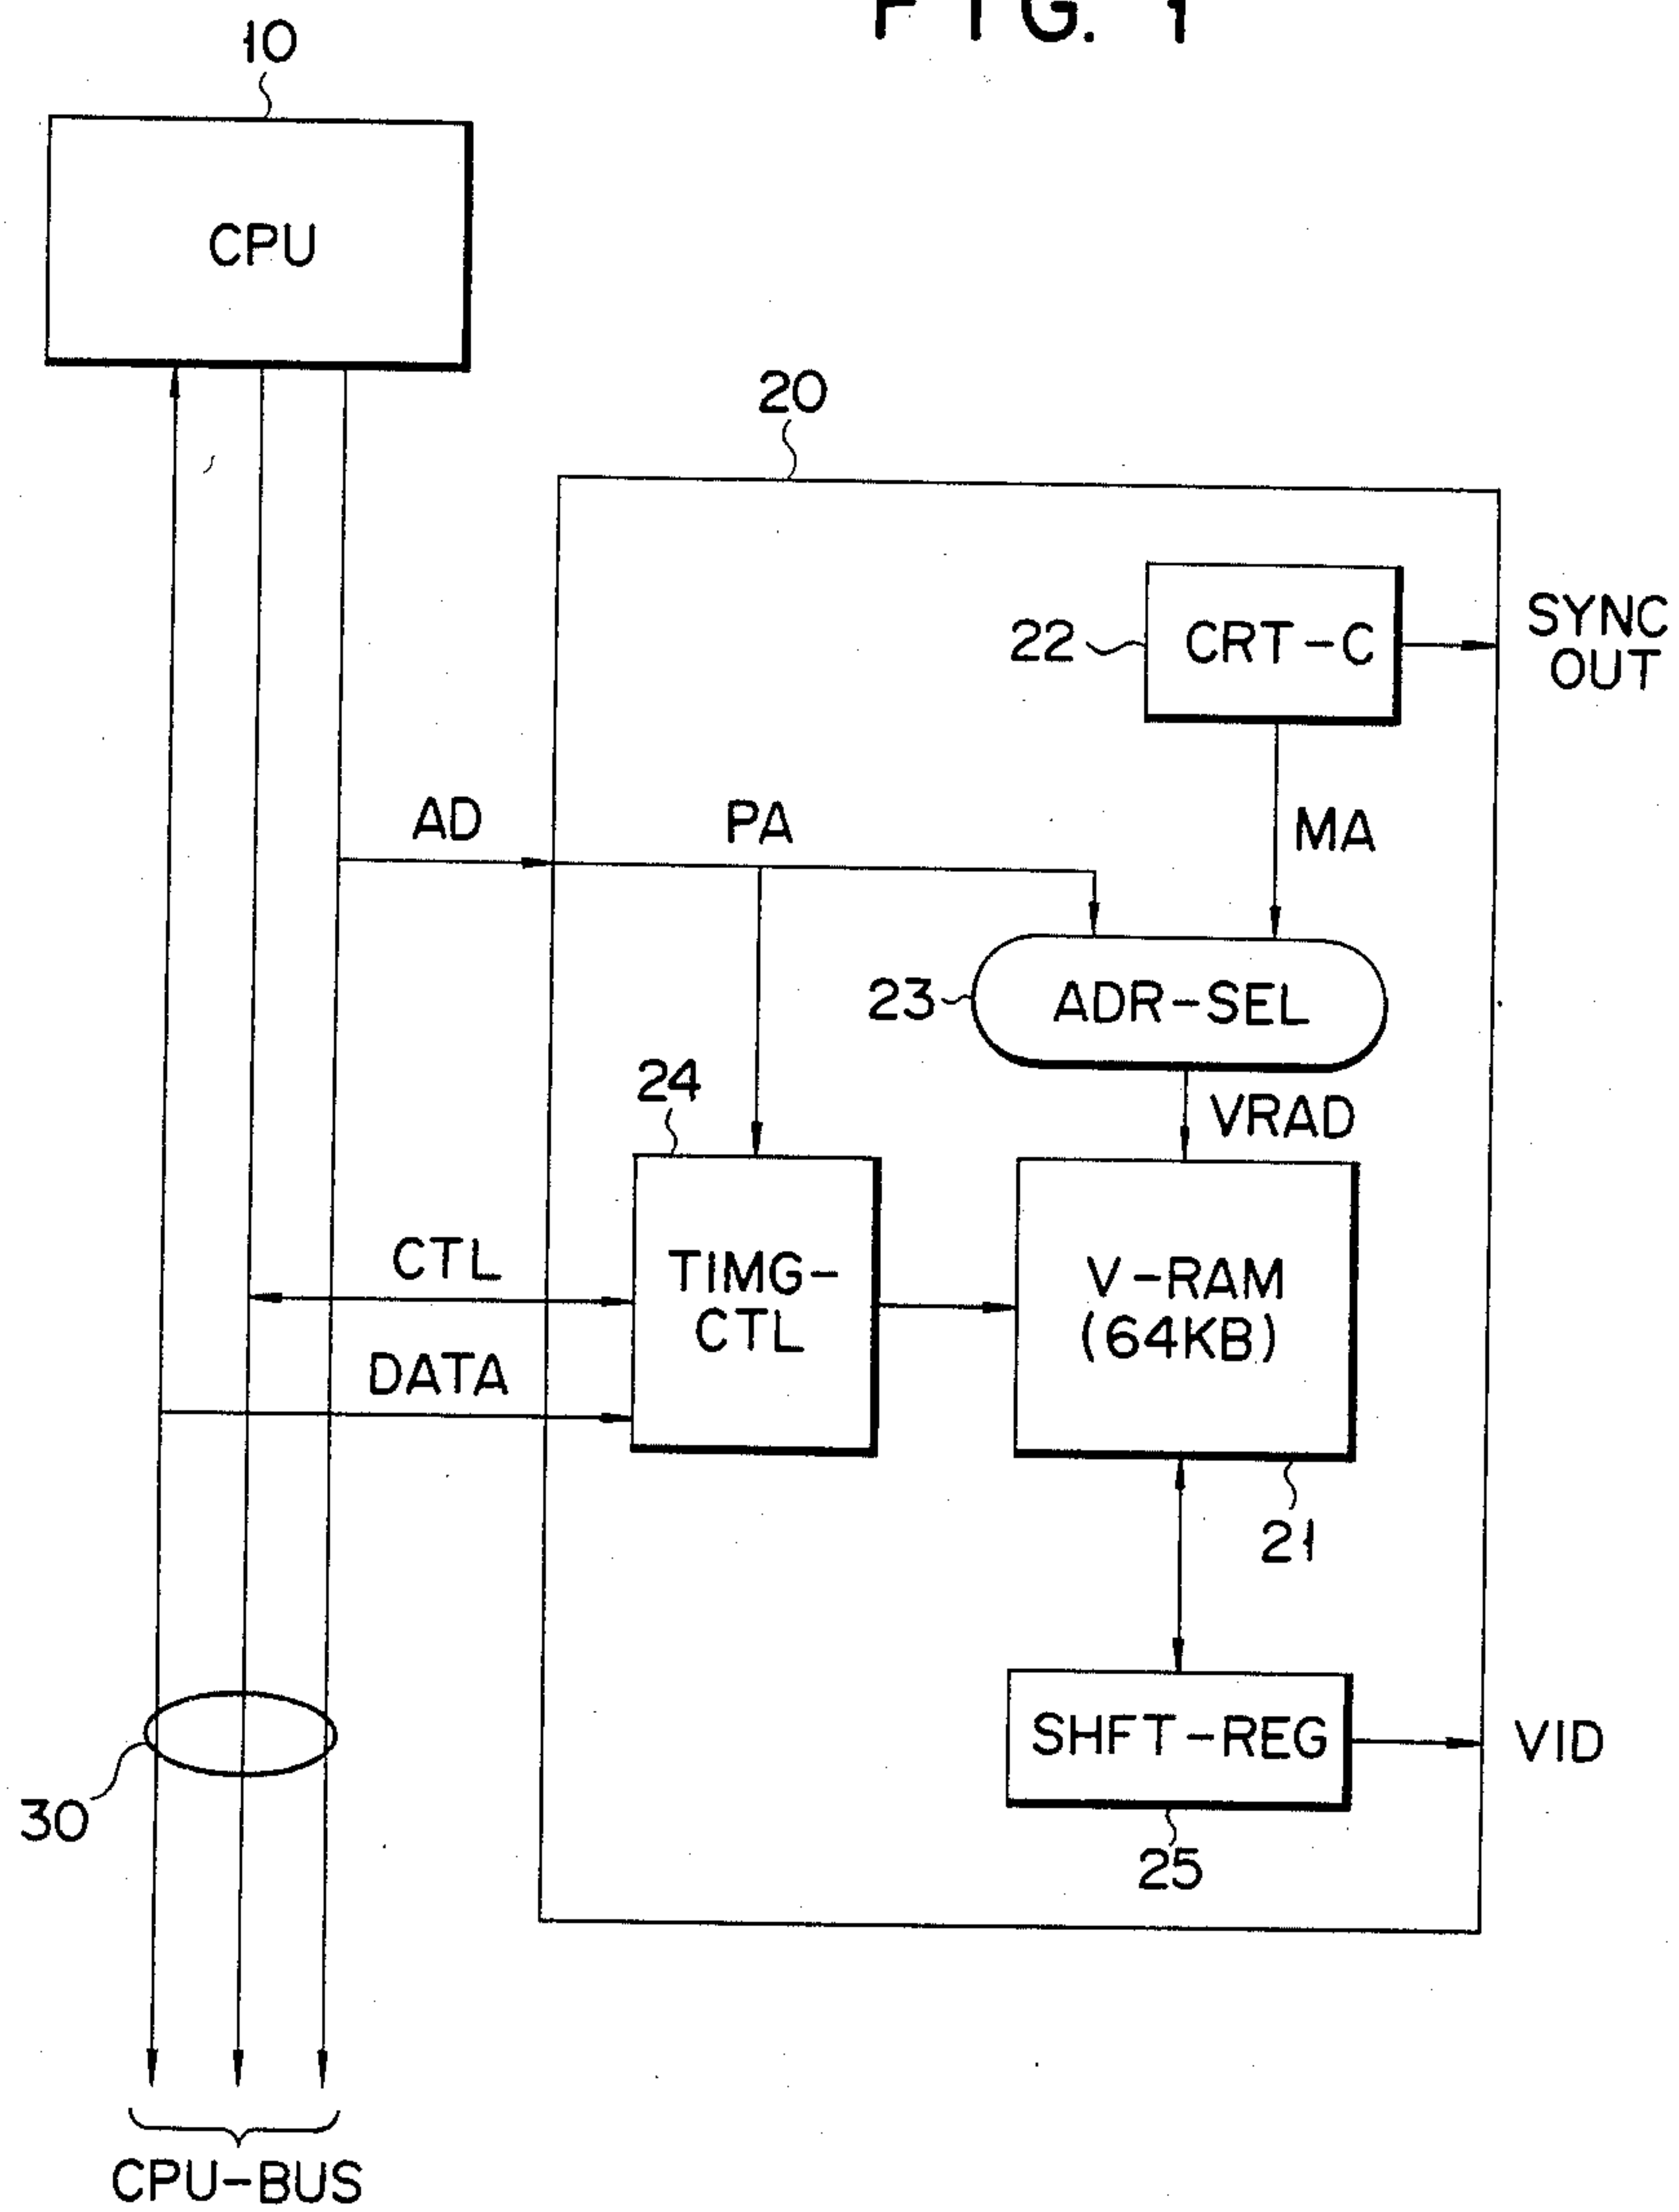 FIG. 1
10
CPU
20
22
CRT-C
SYNC
OUT
AD
PA
MA
23
ADR-SEL
24
VRAD
CTL
TIMG-
CTL
V-RAM
(64KB)
DATA
21
SHFT-REG
VID
30
25
CPU-BUS